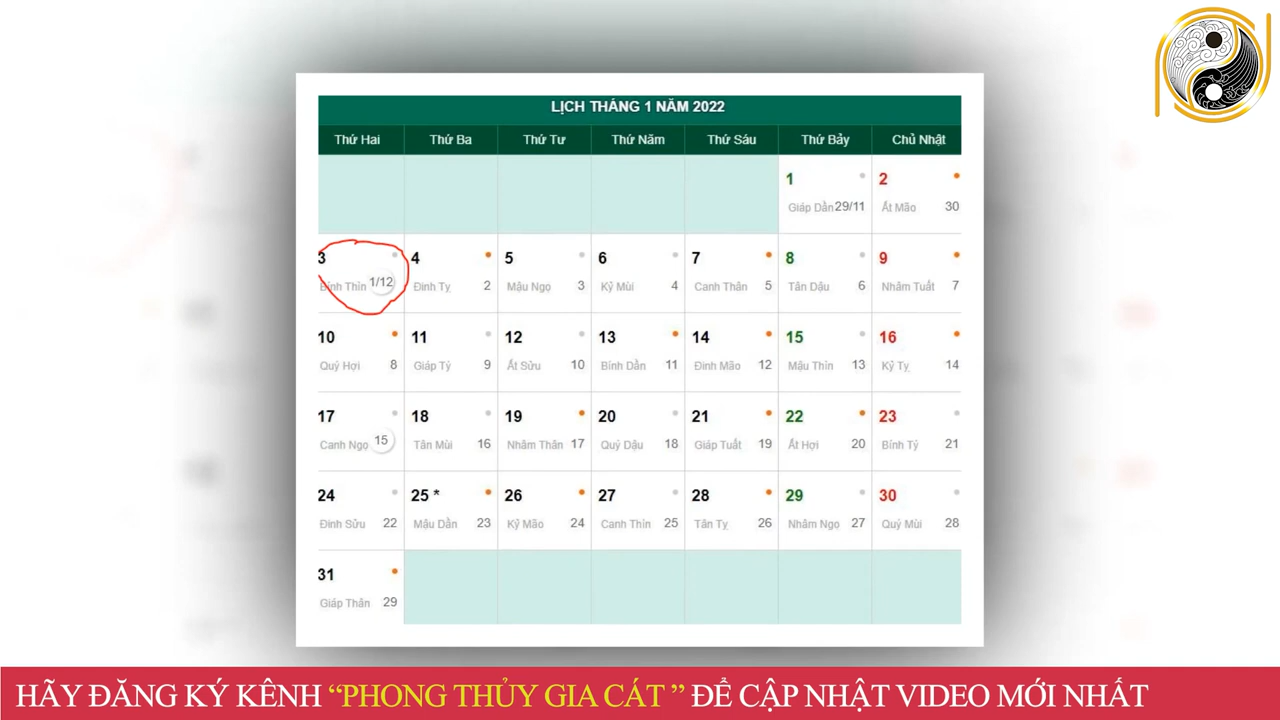 LỊCH THÁNG 1 NĂM 2022
Thứ Hai Thứ Ba Thứ Tư Thứ Năm Thứ Sáu Thứ Bảy Chủ Nhật
1 2
Giáp Dần 29/11 Ất Mão 30
3 4 5 6 7 8 9
Bính Thìn 1/12 Đinh Tỵ 2 Mậu Ngọ 3 Kỷ Mùi 4 Canh Thân 5 Tân Dậu 6 Nhâm Tuất 7
10 11 12 13 14 15 16
Quý Hợi 8 Giáp Tý 9 Ất Sửu 10 Bính Dần 11 Đinh Mão 12 Mậu Thìn 13 Kỷ Tỵ 14
17 18 19 20 21 22 23
Canh Ngọ 15 Tân Mùi 16 Nhâm Thân 17 Quý Dậu 18 Giáp Tuất 19 Ất Hợi 20 Bính Tý 21
24 25 * 26 27 28 29 30
Đinh Sửu 22 Mậu Dần 23 Kỷ Mão 24 Canh Thìn 25 Tân Tỵ 26 Nhâm Ngọ 27 Quý Mùi 28
31
Giáp Thân 29
HÃY ĐĂNG KÝ KÊNH “PHONG THỦY GIA CÁT ” ĐỂ CẬP NHẬT VIDEO MỚI NHẤT